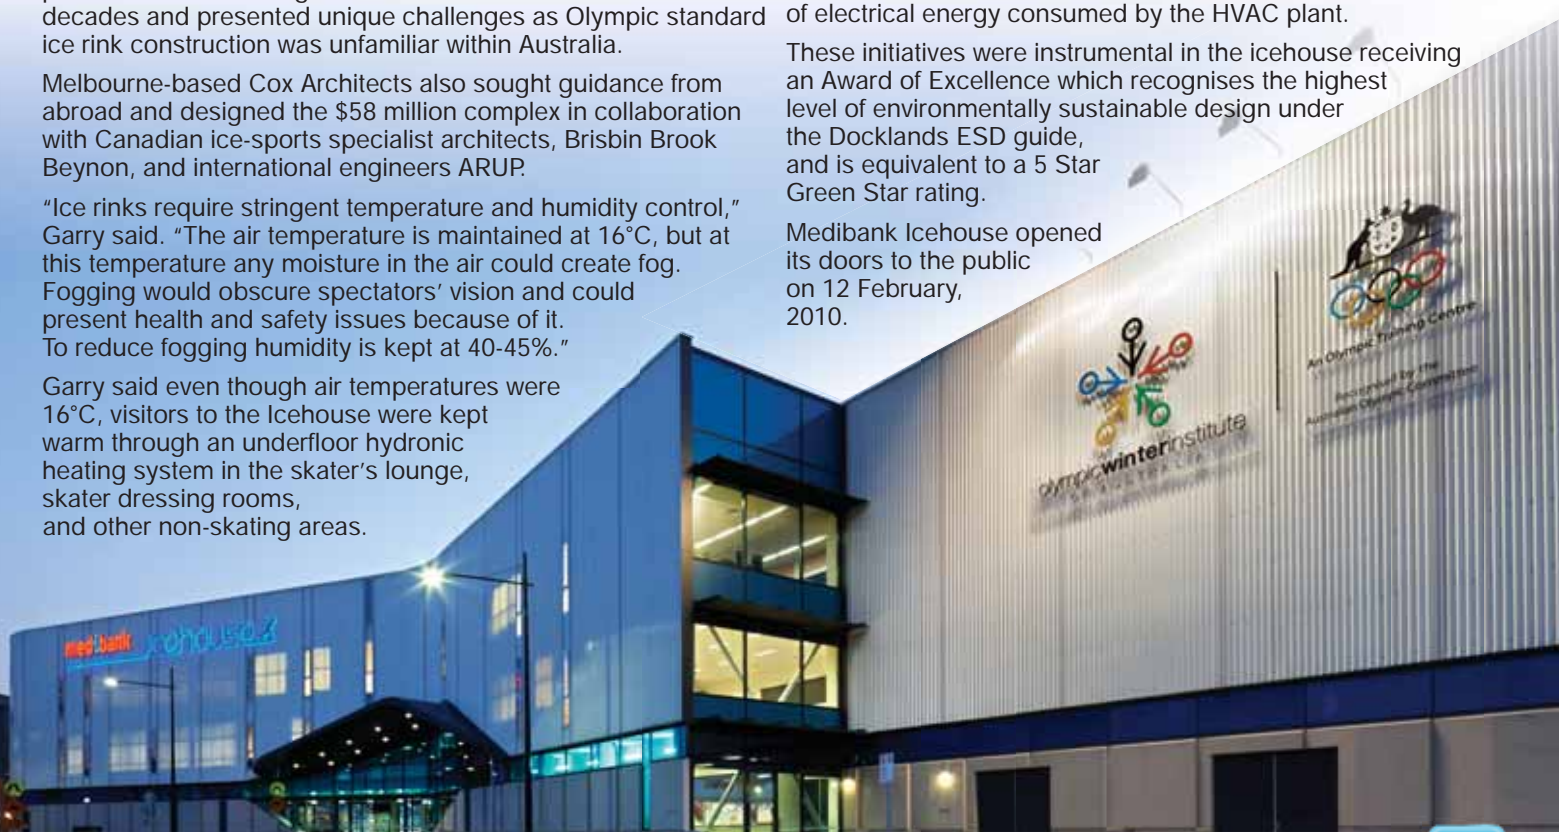 decades and presented unique challenges as Olympic standard
ice rink construction was unfamiliar within Australia.
Melbourne-based Cox Architects also sought guidance from
abroad and designed the $58 million complex in collaboration
with Canadian ice-sports specialist architects, Brisbin Brook
Beynon, and international engineers ARUP.
“Ice rinks require stringent temperature and humidity control,”
Garry said. “The air temperature is maintained at 16°C, but at
this temperature any moisture in the air could create fog.
Fogging would obscure spectators’ vision and could
present health and safety issues because of it.
To reduce fogging humidity is kept at 40-45%.”
Garry said even though air temperatures were
16°C, visitors to the Icehouse were kept
warm through an underfloor hydronic
heating system in the skater’s lounge,
skater dressing rooms,
and other non-skating areas.
of electrical energy consumed by the HVAC plant.
These initiatives were instrumental in the icehouse receiving
an Award of Excellence which recognises the highest
level of environmentally sustainable design under
the Docklands ESD guide,
and is equivalent to a 5 Star
Green Star rating.
Medibank Icehouse opened
its doors to the public
on 12 February,
2010.
medibank icehouse
olympicwinterinstitute
OF AUSTRALIA
An Olympic Training Centre
Recognised by the
Australian Olympic Committee